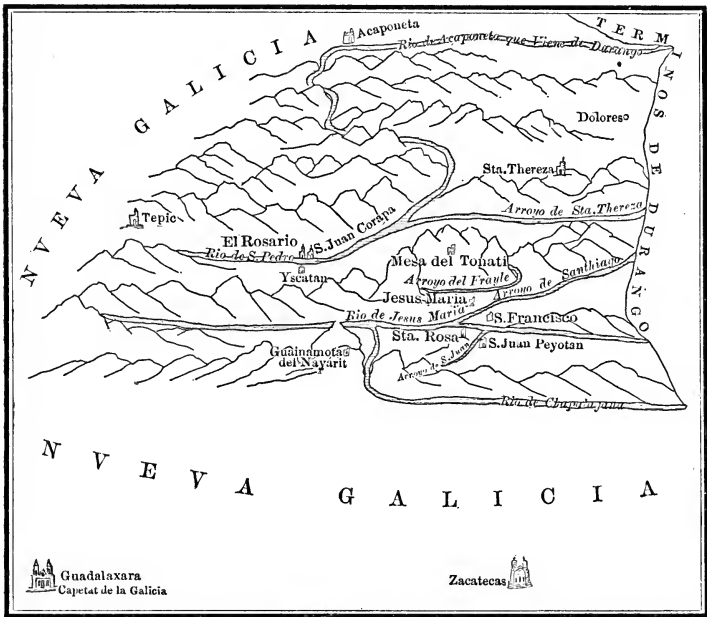 Acaponeta
TERMINOS DE DURANGO
Rio de Acaponeta que Viene de Durango
NVEVA GALICIA
Dolores
Sta. Thereza
Tepic
Arroyo de Sta. Thereza
El Rosario
S. Juan Corapa
Rio de S. Pedro
Mesa del Tonati
Yscatan
Arroyo del Frayle
Arroyo de Santhiago
Jesus Maria
Rio de Jesus Maria
S. Francisco
Sta. Rosa
S. Juan Peyotan
Guainamota
del Nayarit
Arroyo de S. Juan
Rio de
NVEVA GALICIA
Guadalaxara
Capetat de la Galicia
Zacatecas